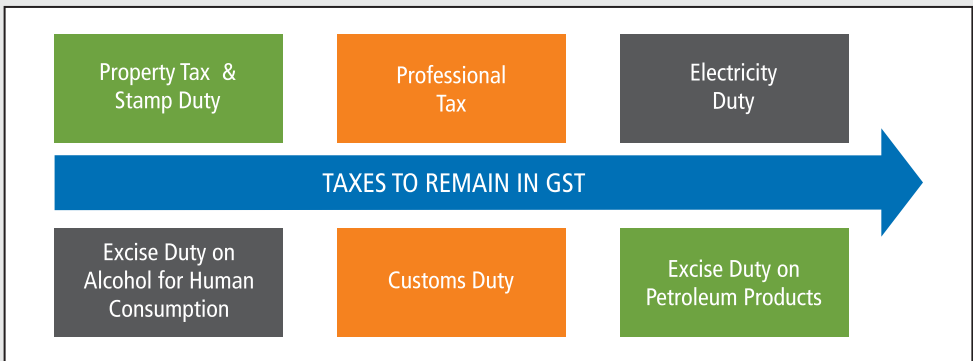 Property Tax &
Stamp Duty
Professional
Tax
Electricity
Duty
TAXES TO REMAIN IN GST
Excise Duty on
Alcohol for Human
Consumption
Customs Duty
Excise Duty on
Petroleum Products